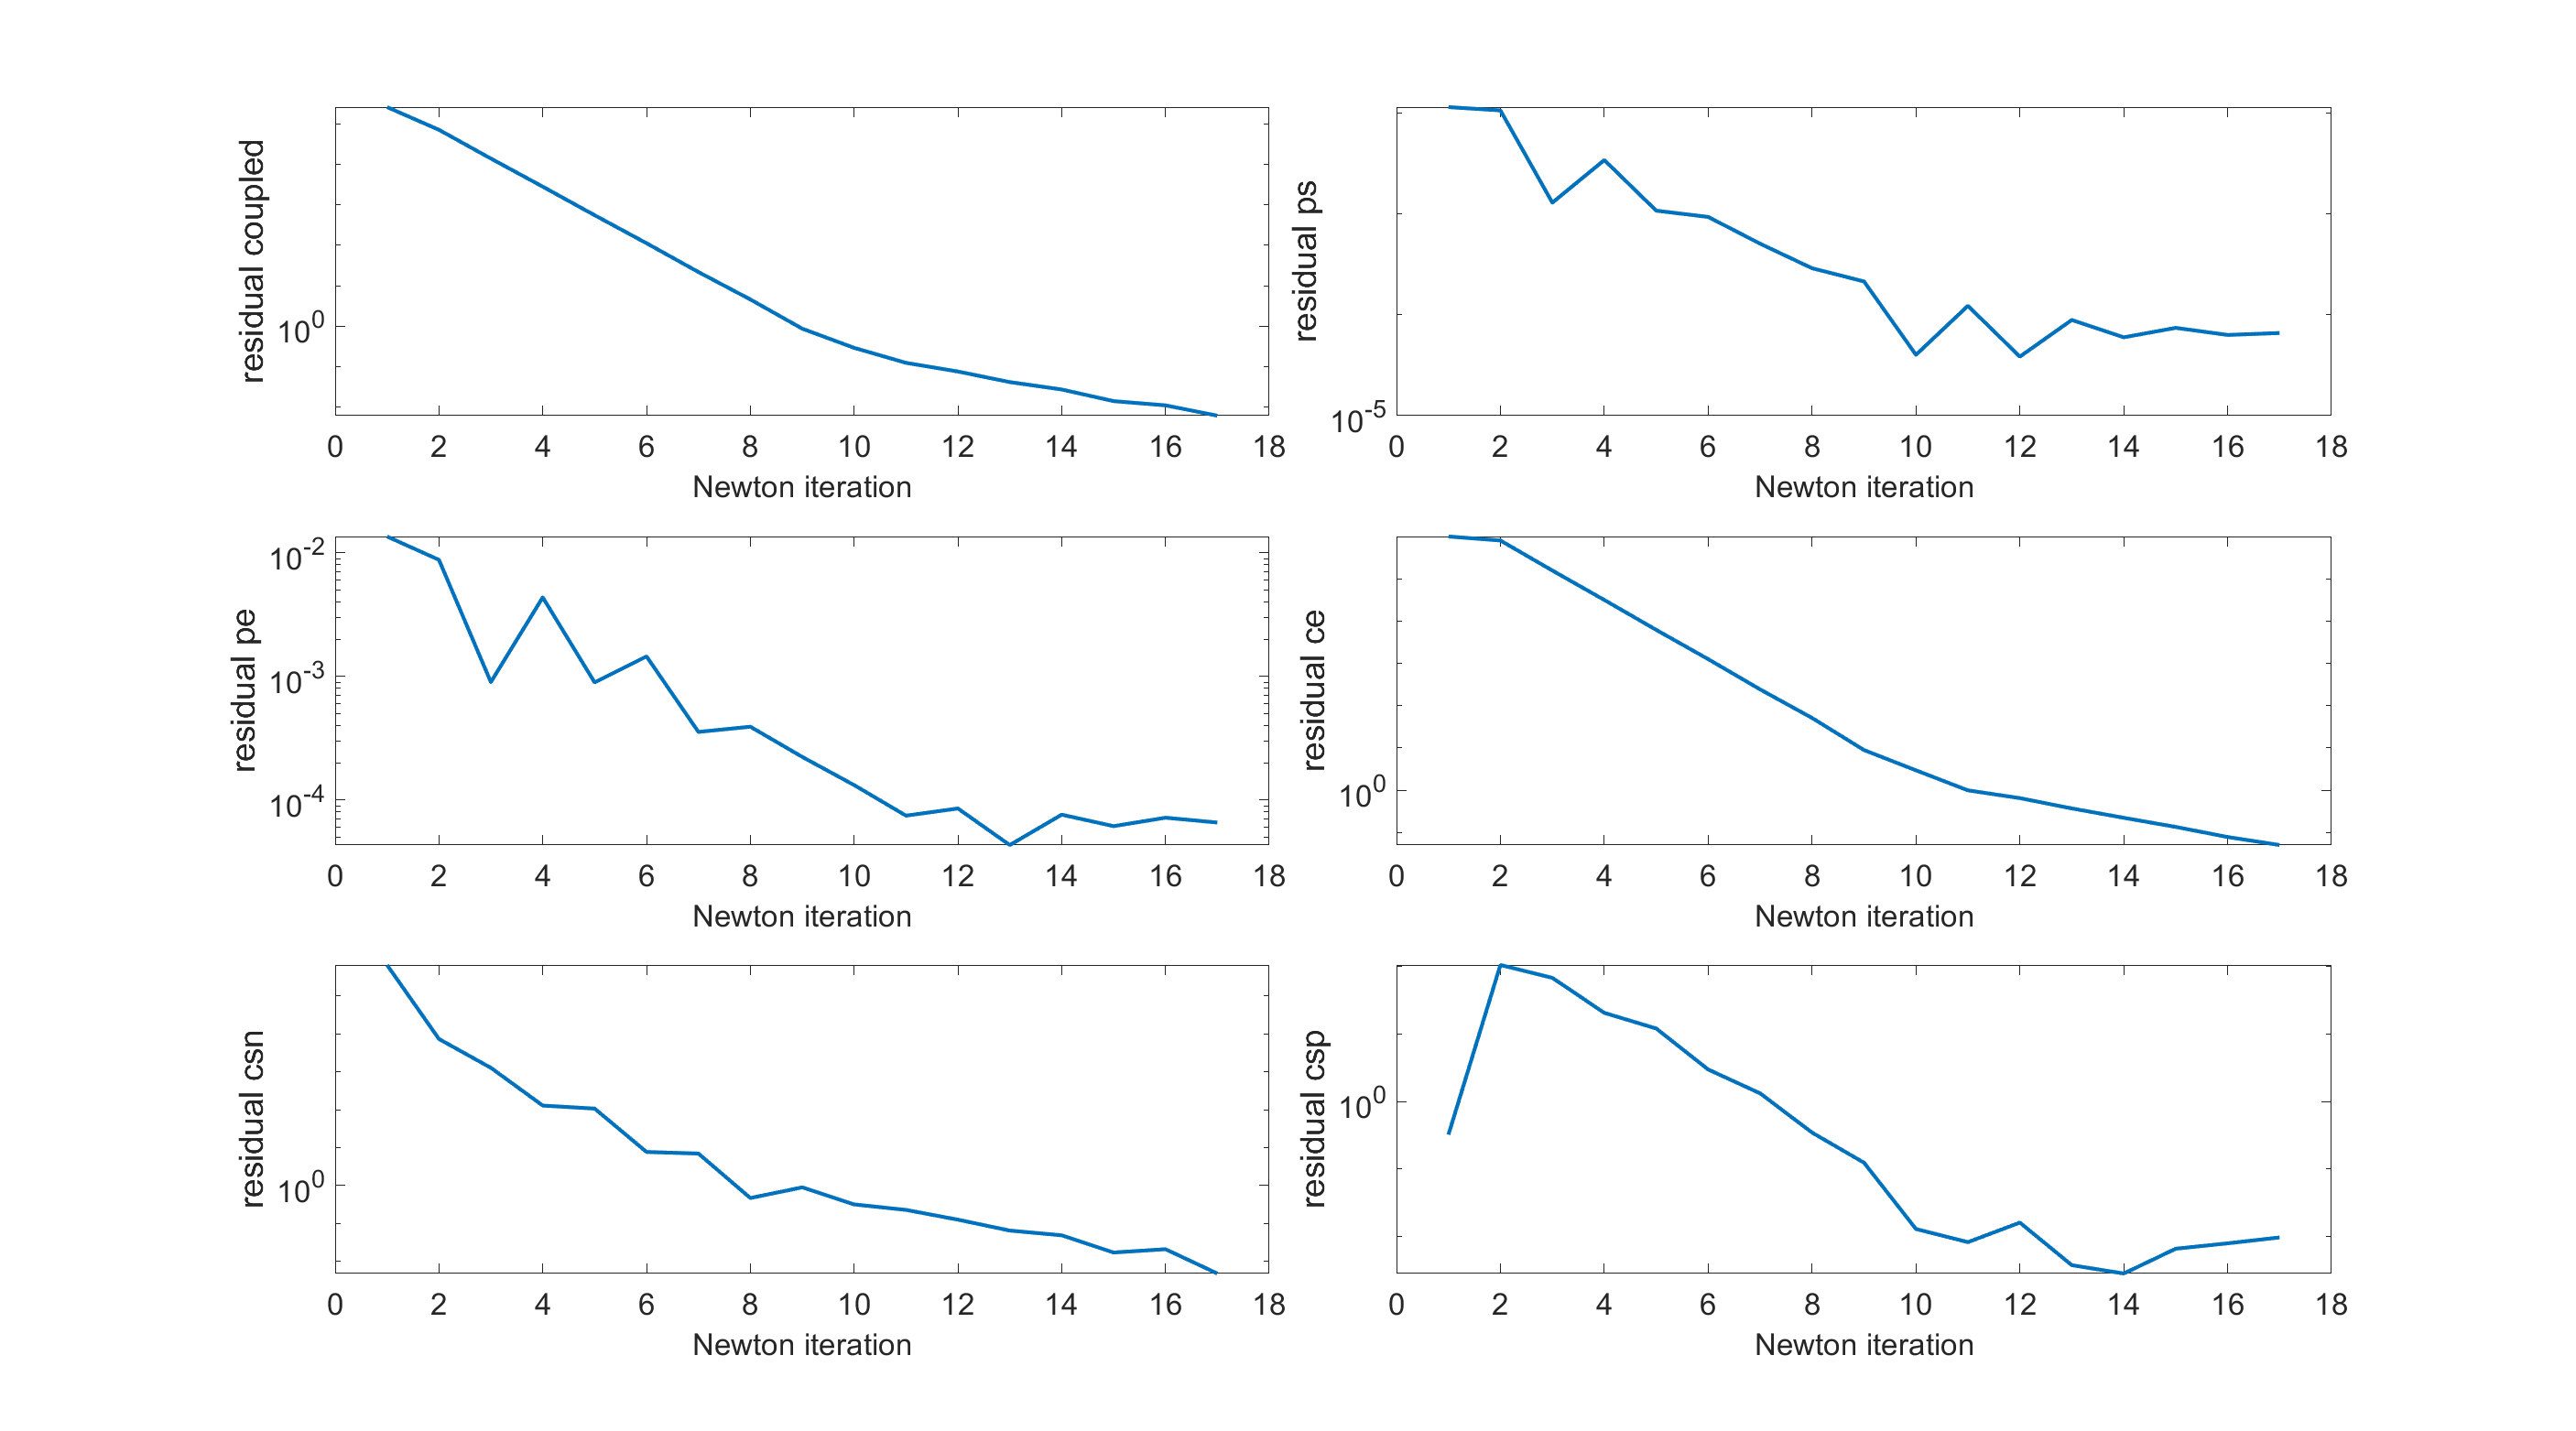 residual coupled
10^0
0 2 4 6 8 10 12 14 16 18
Newton iteration
residual ps
10^-5
0 2 4 6 8 10 12 14 16 18
Newton iteration
residual pe
10^-2
10^-3
10^-4
0 2 4 6 8 10 12 14 16 18
Newton iteration
residual ce
10^0
0 2 4 6 8 10 12 14 16 18
Newton iteration
residual csn
10^0
0 2 4 6 8 10 12 14 16 18
Newton iteration
residual csp
10^0
0 2 4 6 8 10 12 14 16 18
Newton iteration